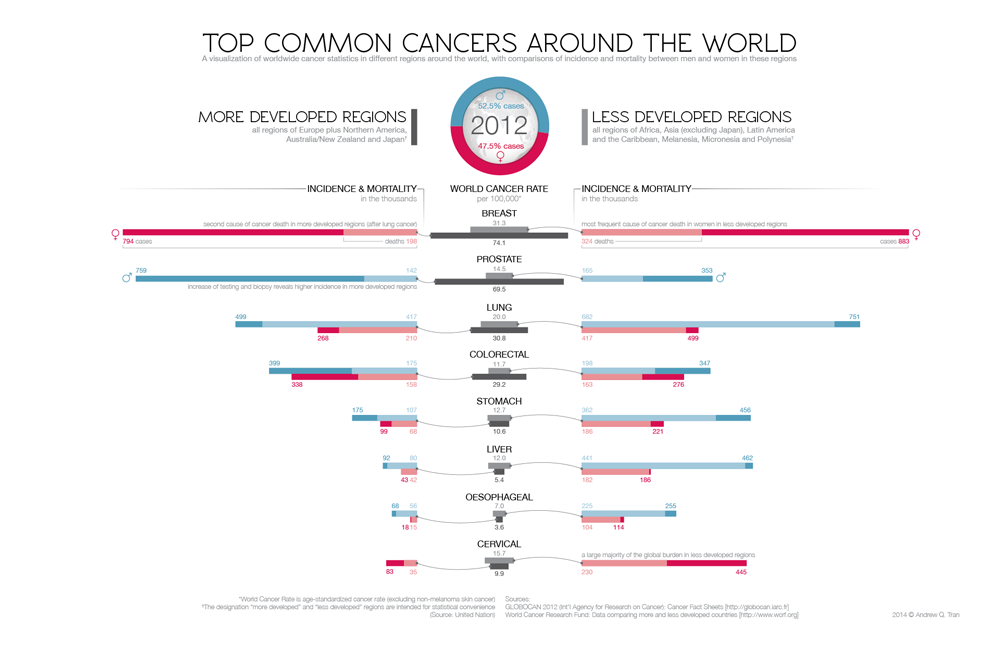 TOP COMMON CANCERS AROUND THE WORLD
A visualization of worldwide cancer statistics in different regions around the world, with comparisons of incidence and mortality between men and women in these regions
♂
52.5% cases
2012
47.5% cases
♀
MORE DEVELOPED REGIONS
all regions of Europe plus Northern America,
Australia/New Zealand and Japan†
LESS DEVELOPED REGIONS
all regions of Africa, Asia (excluding Japan), Latin America
and the Caribbean, Melanesia, Micronesia and Polynesia†
INCIDENCE & MORTALITY
in the thousands
WORLD CANCER RATE
per 100,000*
INCIDENCE & MORTALITY
in the thousands
BREAST
second cause of cancer death in more developed regions (after lung cancer)
31.3
most frequent cause of cancer death in women in less developed regions
♀
794 cases
deaths 198
74.1
324 deaths
cases 883
♀
PROSTATE
♂
759
142
14.5
165
353
♂
increase of testing and biopsy reveals higher incidence in more developed regions
69.5
LUNG
499
417
20.0
682
751
268
210
30.8
417
499
COLORECTAL
399
175
11.7
198
347
338
158
29.2
163
276
STOMACH
175
107
12.7
362
456
99
68
10.6
186
221
LIVER
92
80
12.0
441
462
43 42
5.4
182
186
OESOPHAGEAL
68
56
7.0
225
255
18 15
3.6
104
114
CERVICAL
15.7
a large majority of the global burden in less developed regions
83
35
9.9
230
445
*World Cancer Rate is age-standardized cancer rate (excluding non-melanoma skin cancer)
†The designation "more developed" and "less developed" regions are intended for statistical convenience
(Source: United Nation)
Sources:
GLOBOCAN 2012 (Int'l Agency for Research on Cancer): Cancer Fact Sheets [http://globocan.iarc.fr]
World Cancer Research Fund: Data comparing more and less developed countries [http://www.wcrf.org]
2014 © Andrew Q. Tran